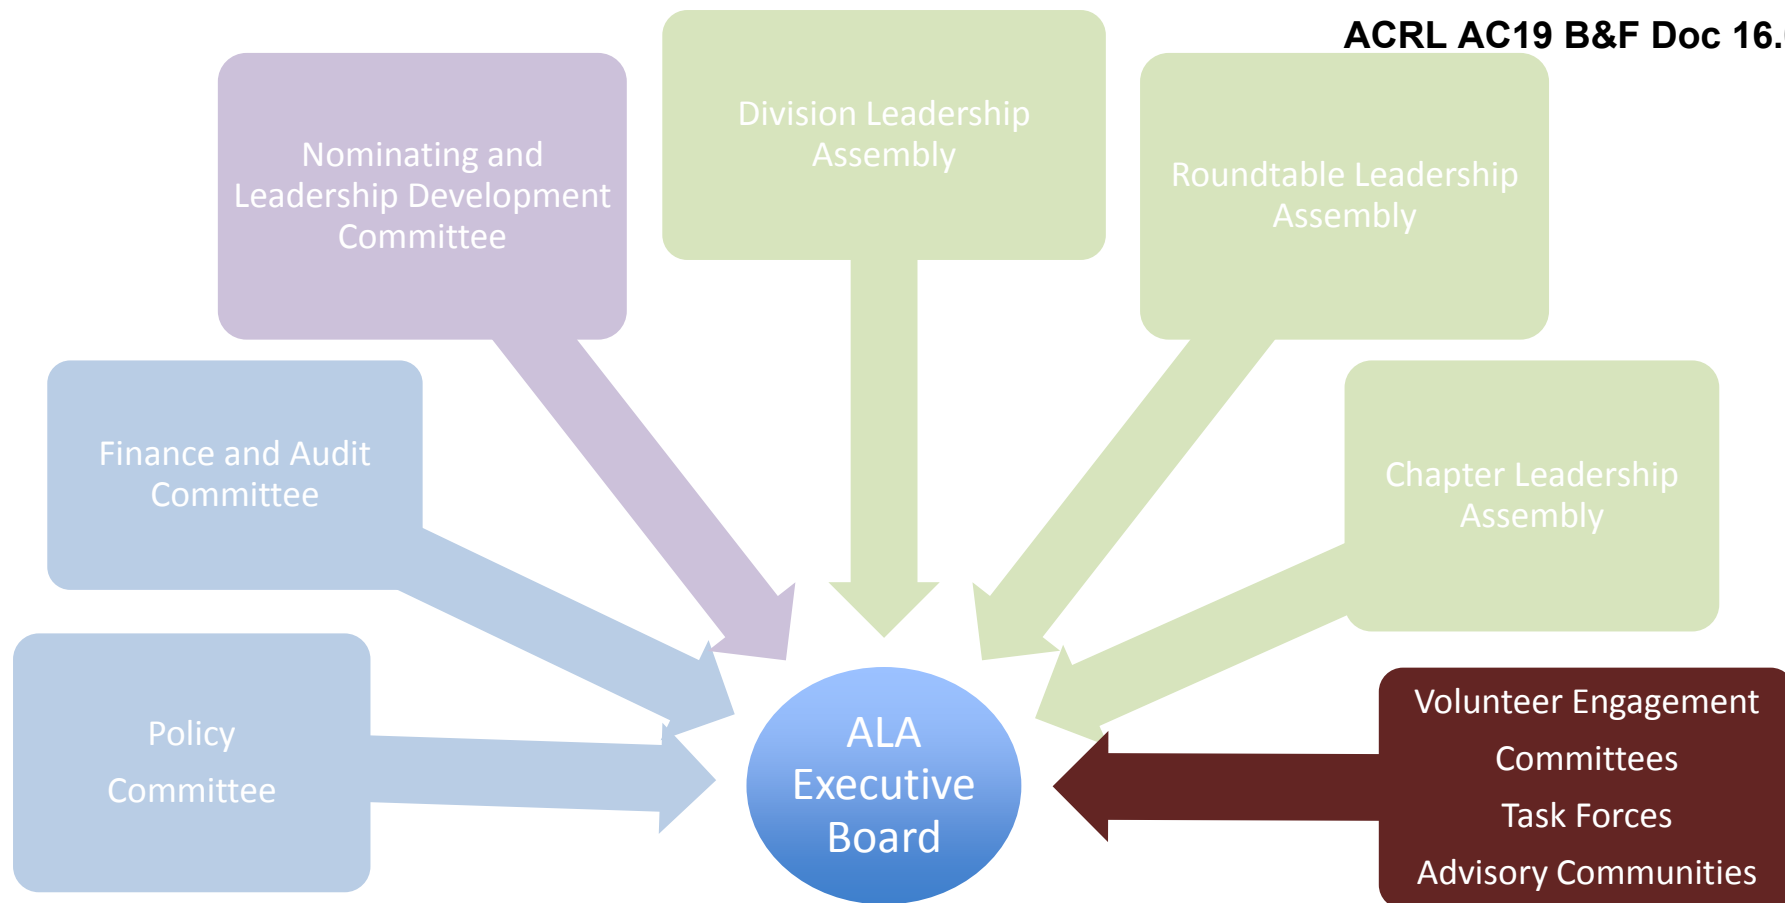 ACRL AC19 B&F Doc 16.
Division Leadership
Assembly
Nominating and
Leadership Development
Committee
Roundtable Leadership
Assembly
Finance and Audit
Committee
Chapter Leadership
Assembly
Policy
Committee
ALA
Executive
Board
Volunteer Engagement
Committees
Task Forces
Advisory Communities